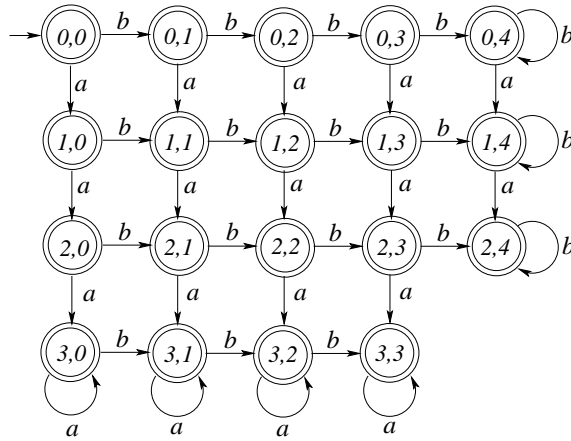 b b b b
0,0 0,1 0,2 0,3 0,4 b
a a a a a
b b b b
1,0 1,1 1,2 1,3 1,4 b
a a a a a
b b b b
2,0 2,1 2,2 2,3 2,4 b
a a a a
b b b
3,0 3,1 3,2 3,3
a a a a